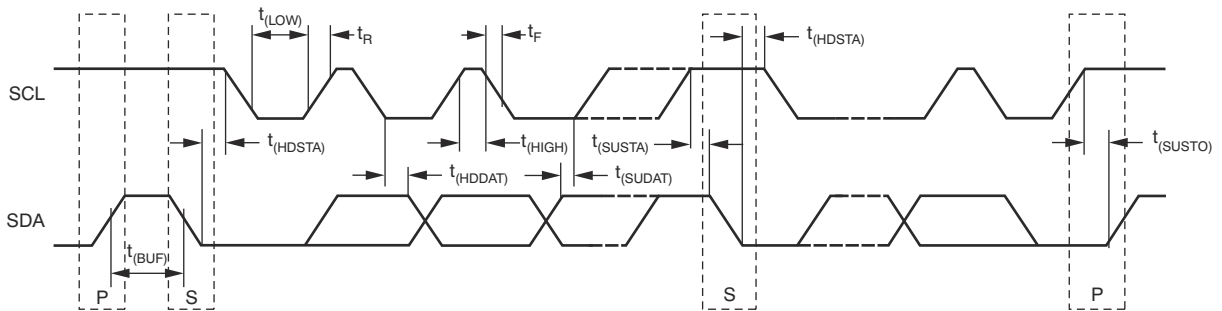 t(LOW)
tR
tF
t(HDSTA)
SCL
t(HDSTA)
t(HIGH)
t(SUSTA)
t(SUSTO)
t(HDDAT)
t(SUDAT)
SDA
t(BUF)
P
S
S
P